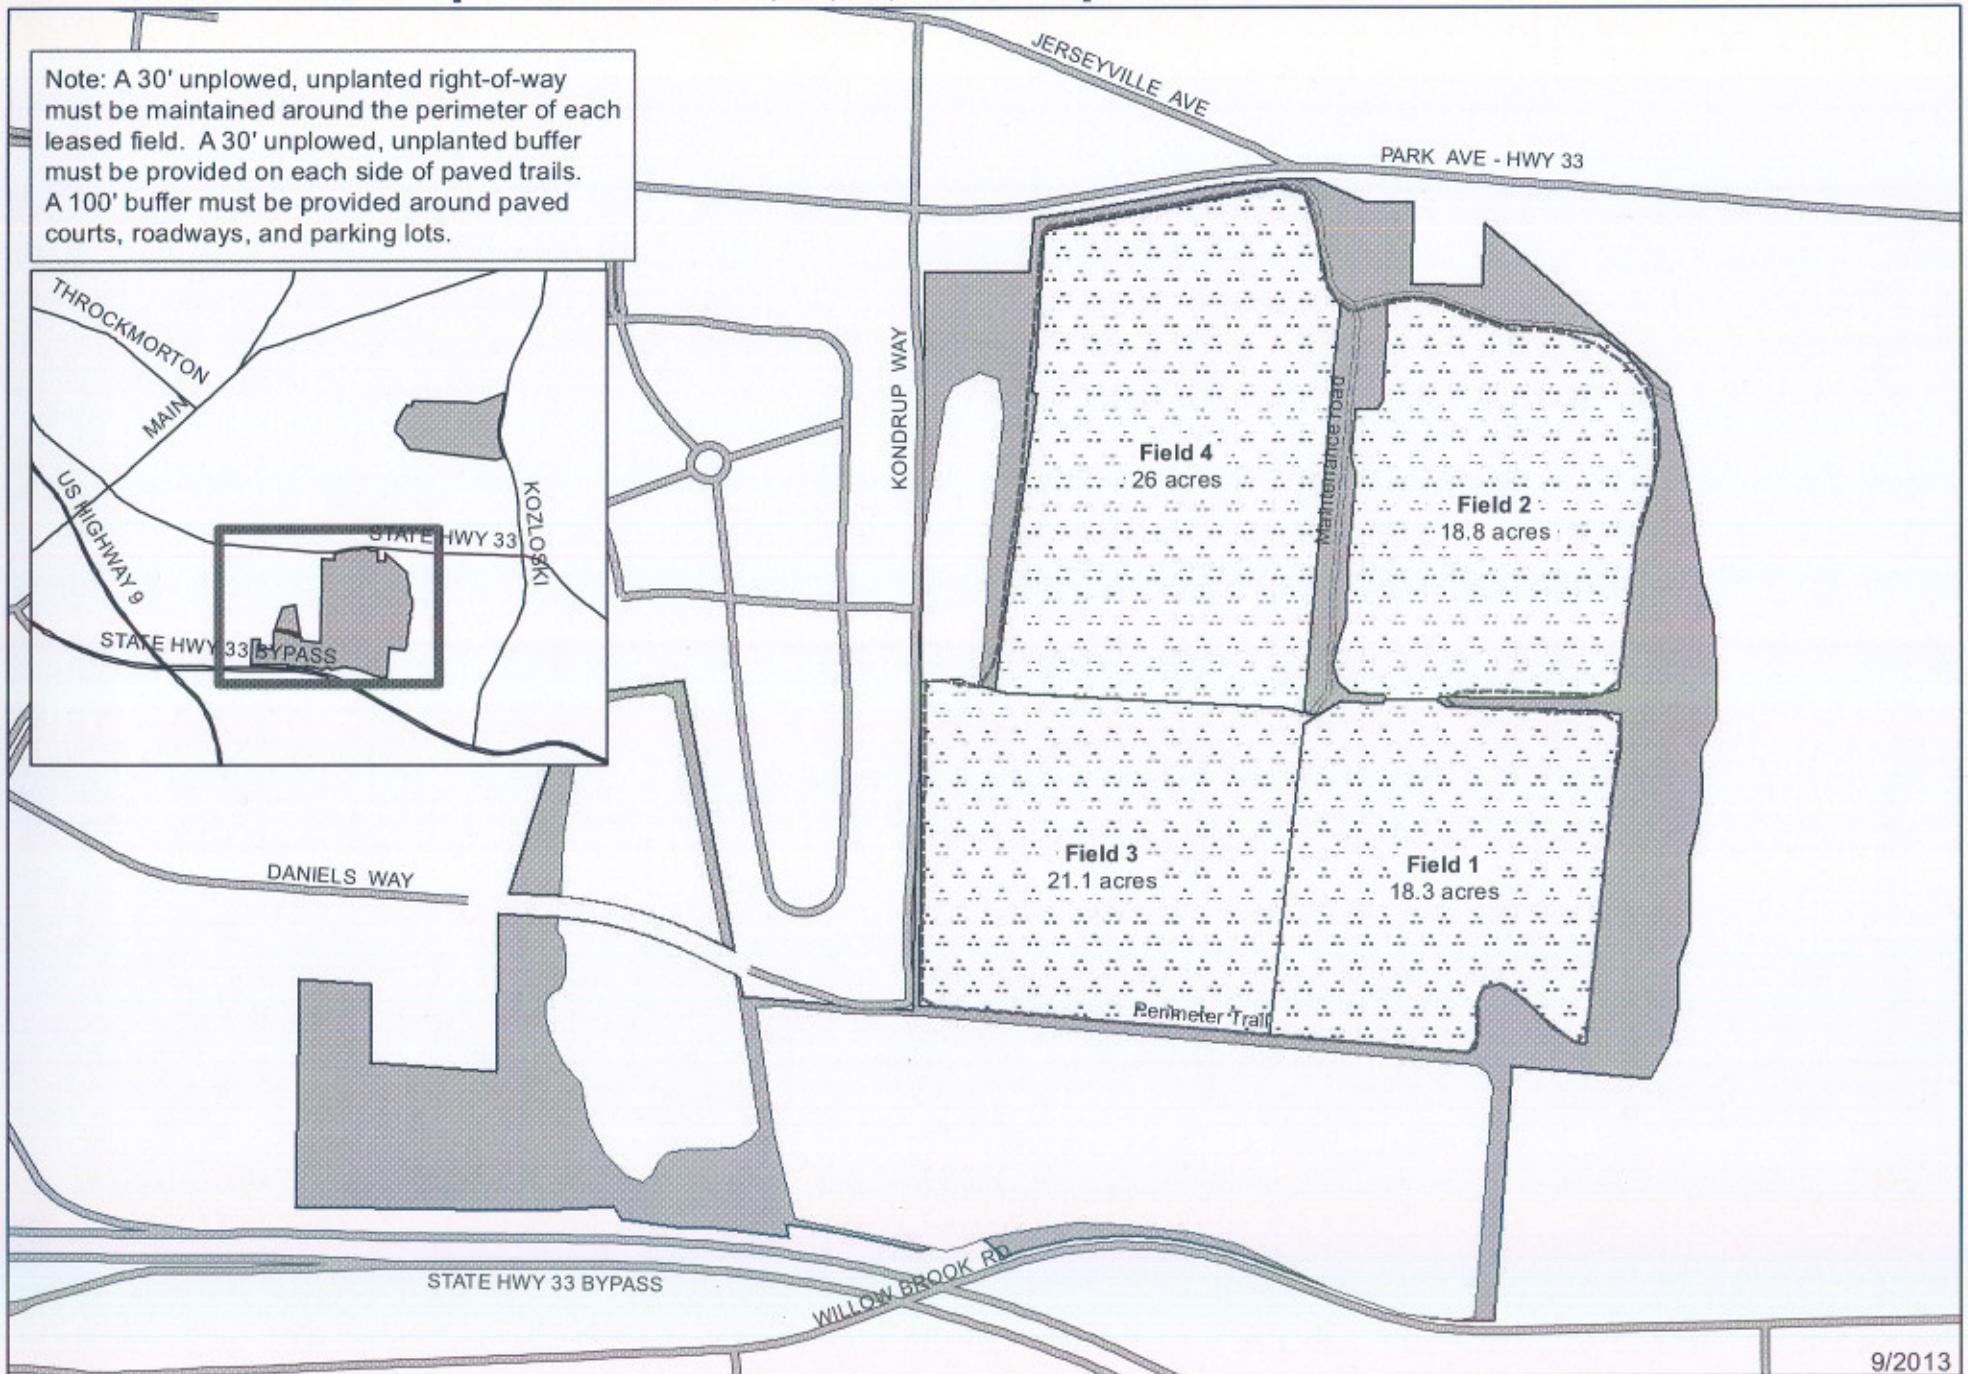 Note: A 30' unplowed, unplanted right-of-way
must be maintained around the perimeter of each
leased field. A 30' unplowed, unplanted buffer
must be provided on each side of paved trails.
A 100' buffer must be provided around paved
courts, roadways, and parking lots.
JERSEYVILLE AVE
PARK AVE - HWY 33
THROCKMORTON
MAIN
US HIGHWAY 9
STATE HWY 33
KOZLOSKI
STATE HWY 33 BYPASS
KONDRUP WAY
Field 4
26 acres
Maintenance road
Field 2
18.8 acres
Field 3
21.1 acres
Field 1
18.3 acres
DANIELS WAY
Perimeter Trail
STATE HWY 33 BYPASS
WILLOW BROOK RD
9/2013